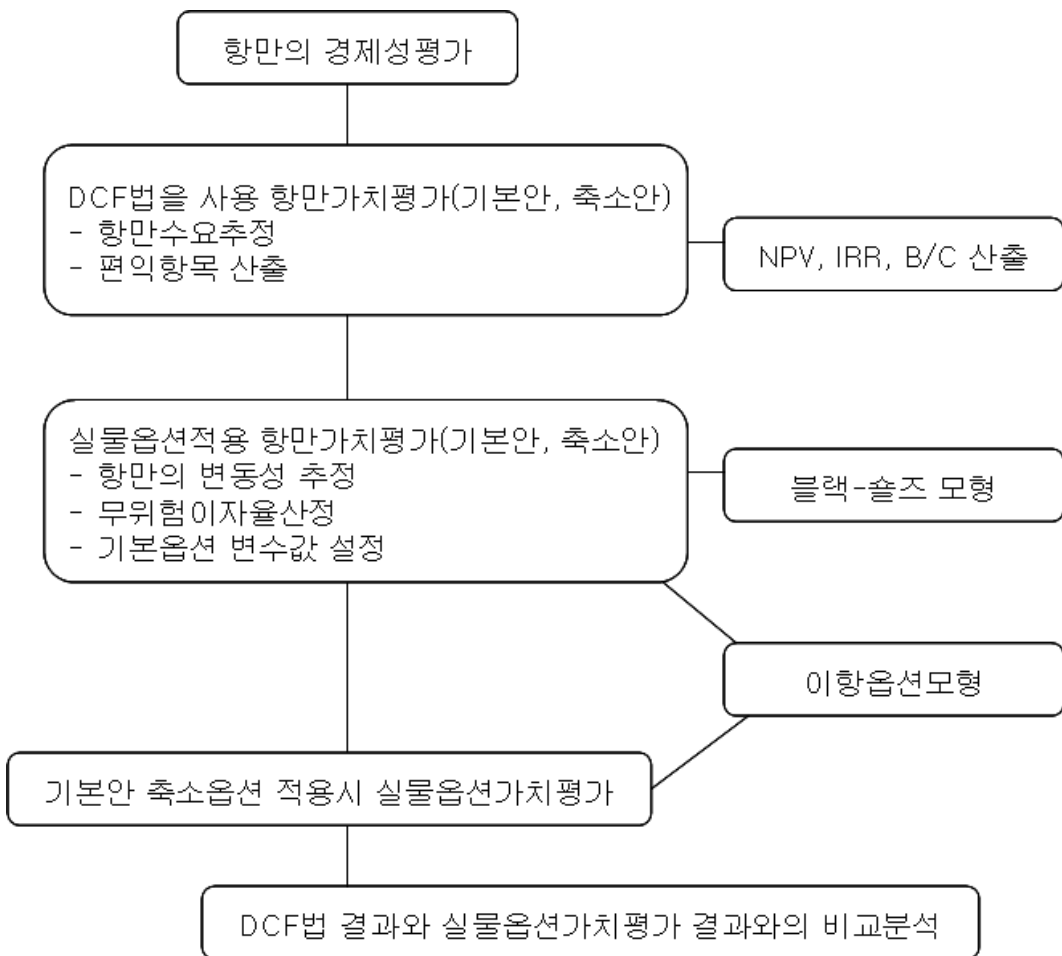 항만의 경제성평가
DCF법을 사용 항만가치평가(기본안, 축소안)
- 항만수요추정
- 편익항목 산출
NPV, IRR, B/C 산출
실물옵션적용 항만가치평가(기본안, 축소안)
- 항만의 변동성 추정
- 무위험이자율산정
- 기본옵션 변수값 설정
블랙-숄즈 모형
이항옵션모형
기본안 축소옵션 적용시 실물옵션가치평가
DCF법 결과와 실물옵션가치평가 결과와의 비교분석